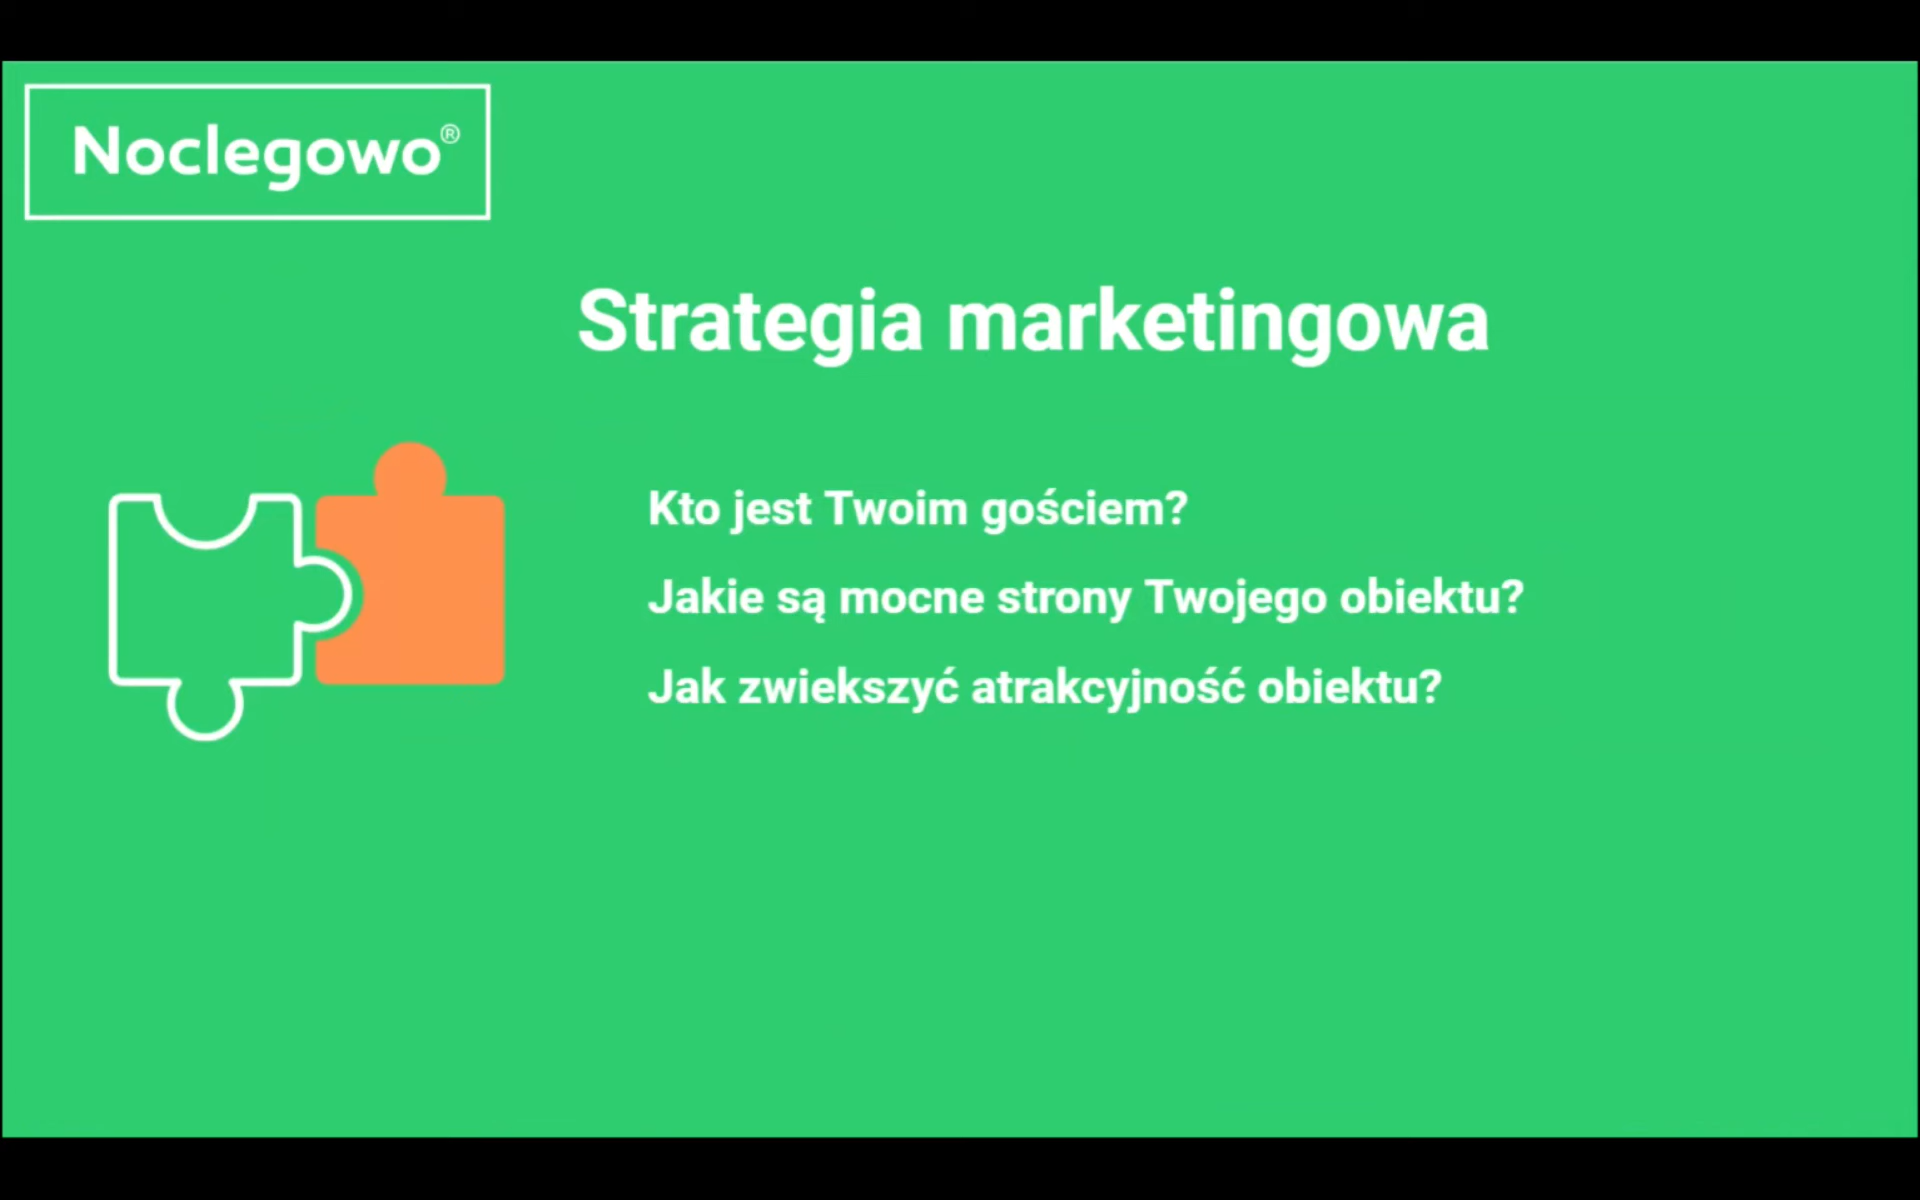 Noclegowo®
Strategia marketingowa
Kto jest Twoim gościem?
Jakie są mocne strony Twojego obiektu?
Jak zwiekszyć atrakcyjność obiektu?